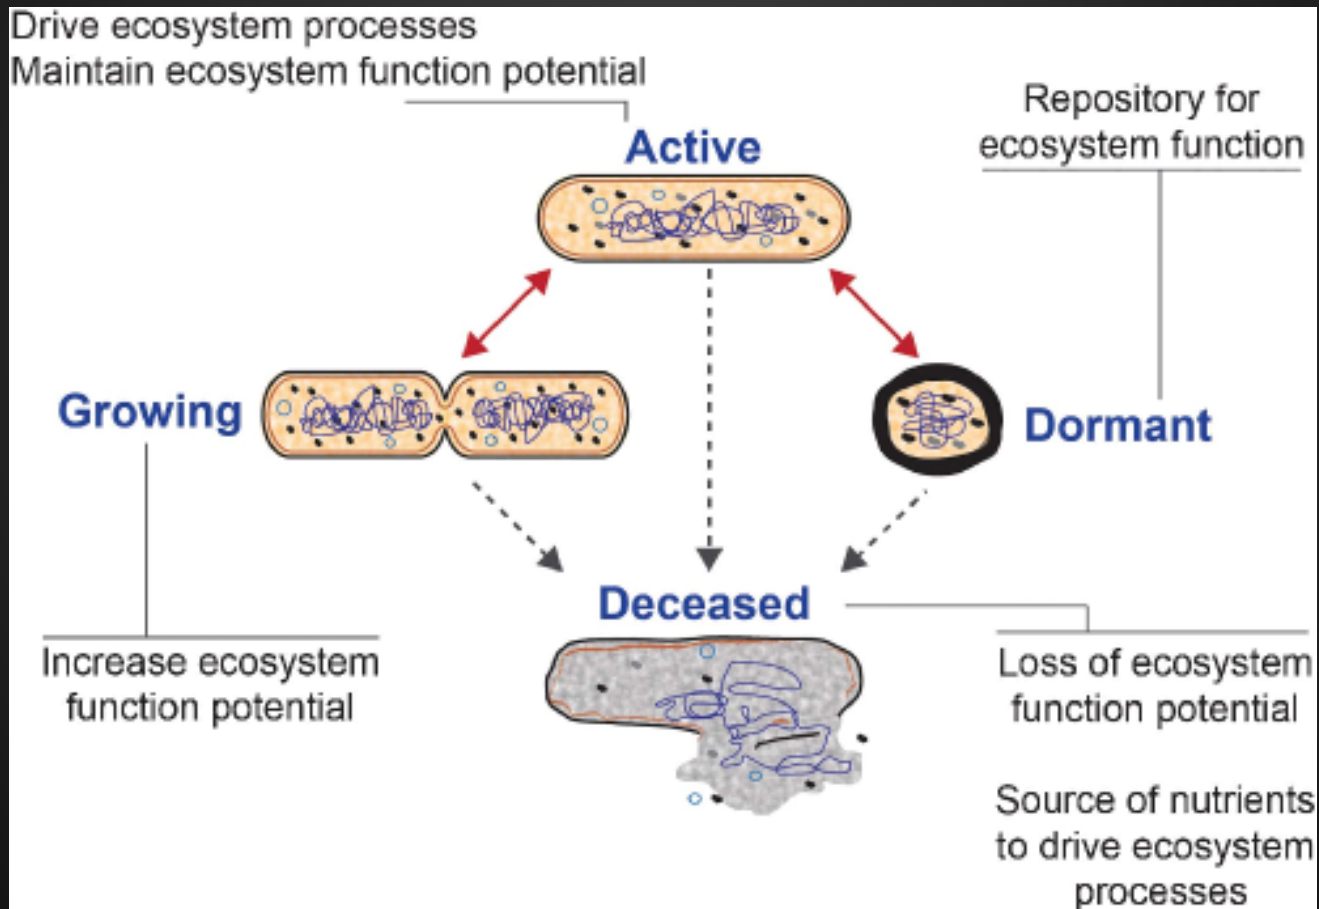 Drive ecosystem processes
Maintain ecosystem function potential
Repository for
ecosystem function
Active
Growing
Dormant
Deceased
Increase ecosystem
function potential
Loss of ecosystem
function potential
Source of nutrients
to drive ecosystem
processes